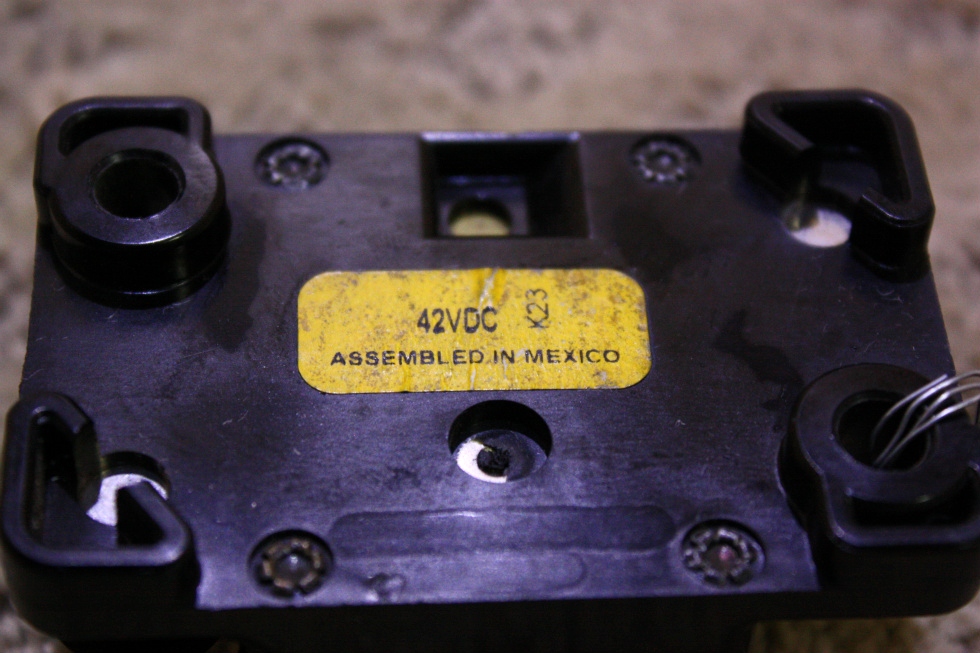 42VDC K23
ASSEMBLED IN MEXICO